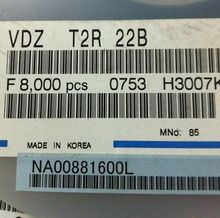 VDZ T2R 22B
F 8,000 pcs 0753 H3007K
MNo: 85
MADE IN KOREA
NA00881600L